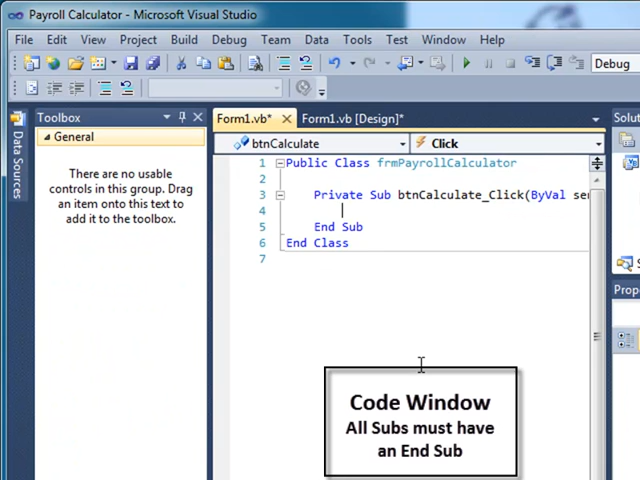 Payroll Calculator - Microsoft Visual Studio
File Edit View Project Build Debug Team Data Tools Test Window Help
Debug
Toolbox
Form1.vb*
Form1.vb [Design]*
Solu
Data Sources
General
btnCalculate
Click
There are no usable
controls in this group. Drag
an item onto this text to
add it to the toolbox.
1 Public Class frmPayrollCalculator
2
3 Private Sub btnCalculate_Click(ByVal sen
4
5 End Sub
6 End Class
7
S
Prope
Code Window
All Subs must have
an End Sub